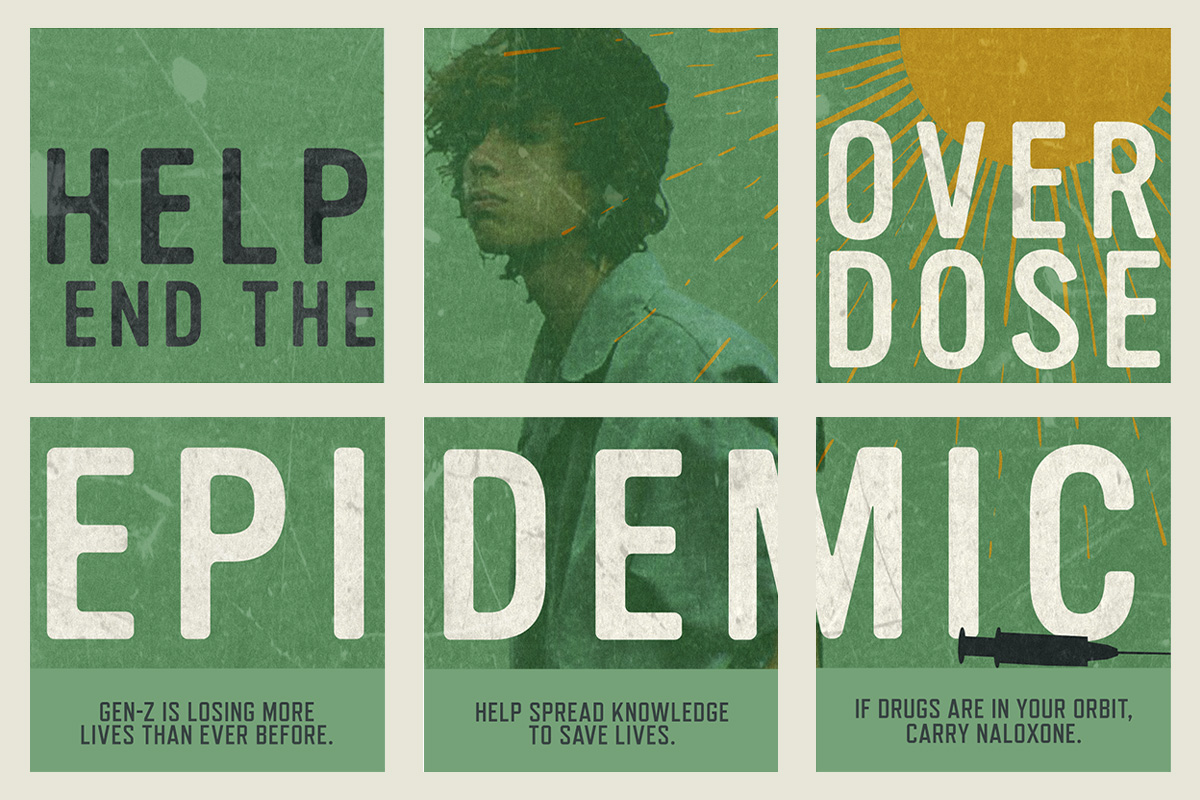 HELP
END THE
OVER
DOSE
EPIDEMIC
GEN-Z IS LOSING MORE
LIVES THAN EVER BEFORE.
HELP SPREAD KNOWLEDGE
TO SAVE LIVES.
IF DRUGS ARE IN YOUR ORBIT,
CARRY NALOXONE.